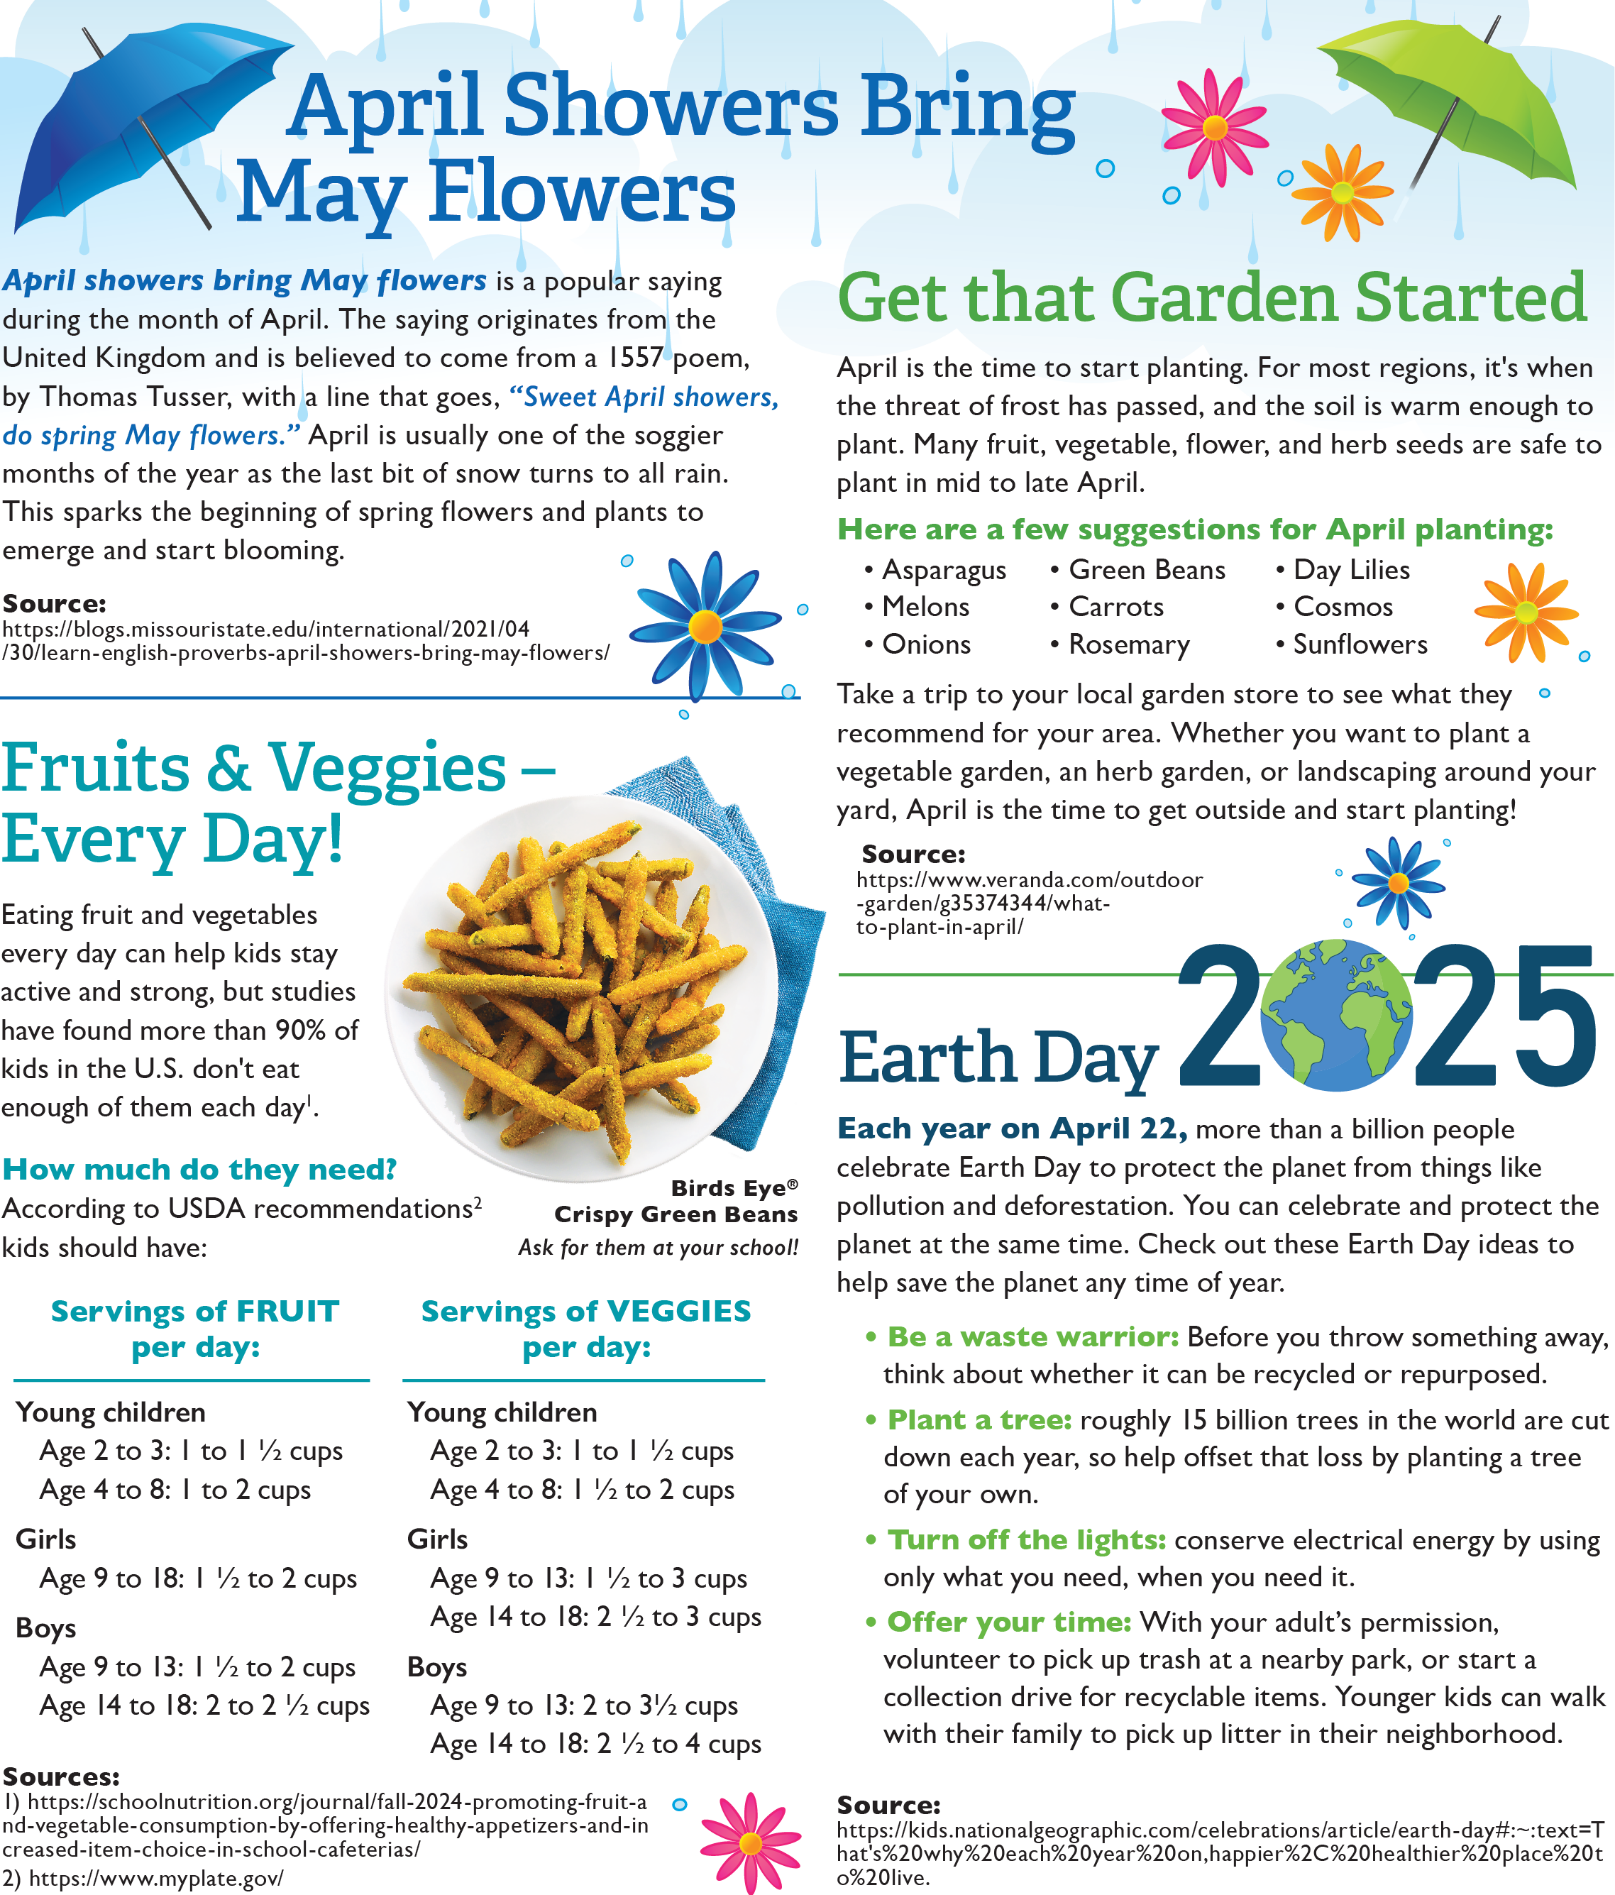 April Showers Bring
May Flowers
April showers bring May flowers is a popular saying
during the month of April. The saying originates from the
United Kingdom and is believed to come from a 1557 poem,
by Thomas Tusser, with a line that goes, “Sweet April showers,
do spring May flowers.” April is usually one of the soggier
months of the year as the last bit of snow turns to all rain.
This sparks the beginning of spring flowers and plants to
emerge and start blooming.
Source:
https://blogs.missouristate.edu/international/2021/04
/30/learn-english-proverbs-april-showers-bring-may-flowers/
Fruits & Veggies –
Every Day!
Eating fruit and vegetables
every day can help kids stay
active and strong, but studies
have found more than 90% of
kids in the U.S. don't eat
enough of them each day¹.
How much do they need?
According to USDA recommendations²
kids should have:
Birds Eye®
Crispy Green Beans
Ask for them at your school!
Servings of FRUIT
per day:
Young children
Age 2 to 3: 1 to 1 ½ cups
Age 4 to 8: 1 to 2 cups
Girls
Age 9 to 18: 1 ½ to 2 cups
Boys
Age 9 to 13: 1 ½ to 2 cups
Age 14 to 18: 2 to 2 ½ cups
Servings of VEGGIES
per day:
Young children
Age 2 to 3: 1 to 1 ½ cups
Age 4 to 8: 1 ½ to 2 cups
Girls
Age 9 to 13: 1 ½ to 3 cups
Age 14 to 18: 2 ½ to 3 cups
Boys
Age 9 to 13: 2 to 3½ cups
Age 14 to 18: 2 ½ to 4 cups
Sources:
1) https://schoolnutrition.org/journal/fall-2024-promoting-fruit-a
nd-vegetable-consumption-by-offering-healthy-appetizers-and-in
creased-item-choice-in-school-cafeterias/
2) https://www.myplate.gov/
Get that Garden Started
April is the time to start planting. For most regions, it's when
the threat of frost has passed, and the soil is warm enough to
plant. Many fruit, vegetable, flower, and herb seeds are safe to
plant in mid to late April.
Here are a few suggestions for April planting:
• Asparagus • Green Beans • Day Lilies
• Melons • Carrots • Cosmos
• Onions • Rosemary • Sunflowers
Take a trip to your local garden store to see what they
recommend for your area. Whether you want to plant a
vegetable garden, an herb garden, or landscaping around your
yard, April is the time to get outside and start planting!
Source:
https://www.veranda.com/outdoor
-garden/g35374344/what-
to-plant-in-april/
Earth Day 2025
Each year on April 22, more than a billion people
celebrate Earth Day to protect the planet from things like
pollution and deforestation. You can celebrate and protect the
planet at the same time. Check out these Earth Day ideas to
help save the planet any time of year.
• Be a waste warrior: Before you throw something away,
think about whether it can be recycled or repurposed.
• Plant a tree: roughly 15 billion trees in the world are cut
down each year, so help offset that loss by planting a tree
of your own.
• Turn off the lights: conserve electrical energy by using
only what you need, when you need it.
• Offer your time: With your adult’s permission,
volunteer to pick up trash at a nearby park, or start a
collection drive for recyclable items. Younger kids can walk
with their family to pick up litter in their neighborhood.
Source:
https://kids.nationalgeographic.com/celebrations/article/earth-day#:~:text=T
hat's%20why%20each%20year%20on,happier%2C%20healthier%20place%20t
o%20live.